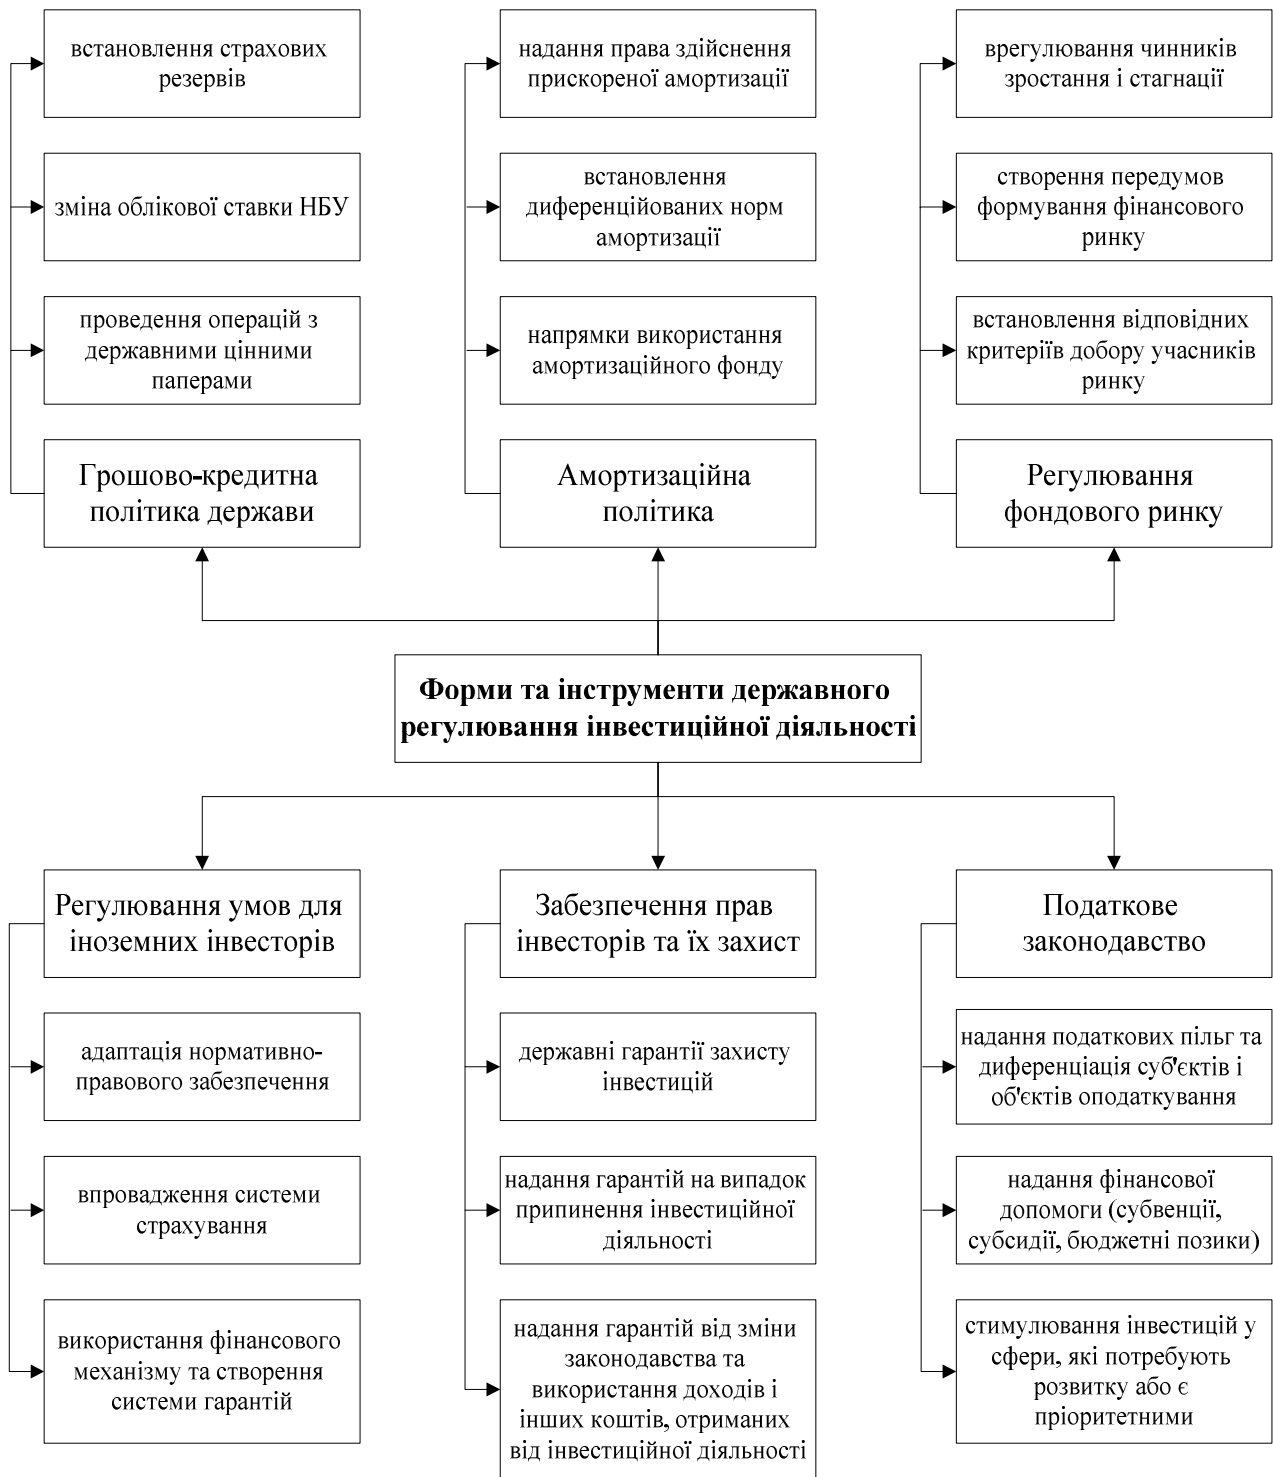 встановлення страхових
резервів
надання права здійснення
прискореної амортизації
врегулювання чинників
зростання і стагнації
зміна облікової ставки НБУ
встановлення
диференційованих норм
амортизації
створення передумов
формування фінансового
ринку
проведення операцій з
державними цінними
паперами
напрямки використання
амортизаційного фонду
встановлення відповідних
критеріїв добору учасників
ринку
Грошово-кредитна
політика держави
Амортизаційна
політика
Регулювання
фондового ринку
Форми та інструменти державного
регулювання інвестиційної діяльності
Регулювання умов для
іноземних інвесторів
Забезпечення прав
інвесторів та їх захист
Податкове
законодавство
адаптація нормативно-
правового забезпечення
державні гарантії захисту
інвестицій
надання податкових пільг та
диференціація суб'єктів і
об'єктів оподаткування
впровадження системи
страхування
надання гарантій на випадок
припинення інвестиційної
діяльності
надання фінансової
допомоги (субвенції,
субсидії, бюджетні позики)
використання фінансового
механізму та створення
системи гарантій
надання гарантій від зміни
законодавства та
використання доходів і
інших коштів, отриманих
від інвестиційної діяльності
стимулювання інвестицій у
сфери, які потребують
розвитку або є
пріоритетними